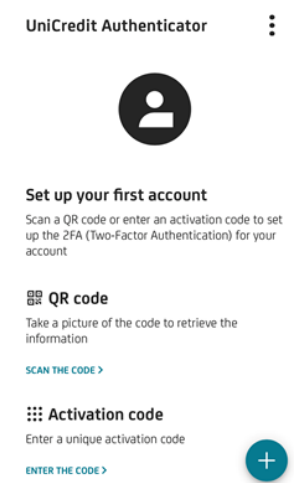 UniCredit Authenticator
Set up your first account
Scan a QR code or enter an activation code to set
up the 2FA (Two-Factor Authentication) for your
account
QR code
Take a picture of the code to retrieve the
information
SCAN THE CODE >
Activation code
Enter a unique activation code
ENTER THE CODE >